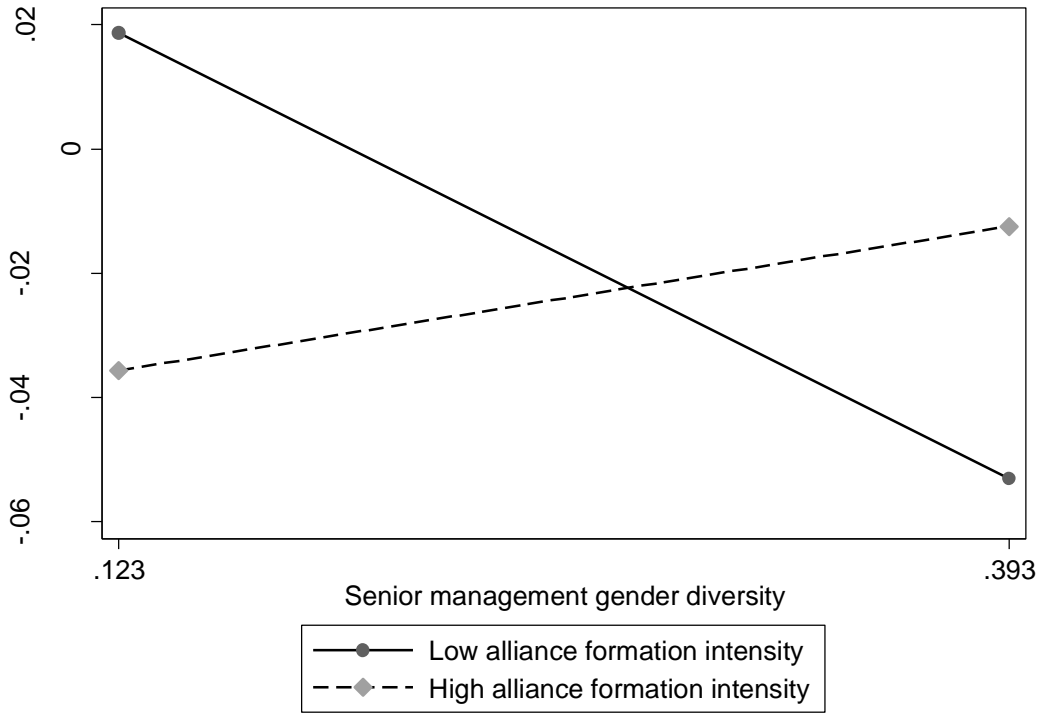 .02
0
-.02
-.04
-.06
.123
.393
Senior management gender diversity
Low alliance formation intensity
High alliance formation intensity